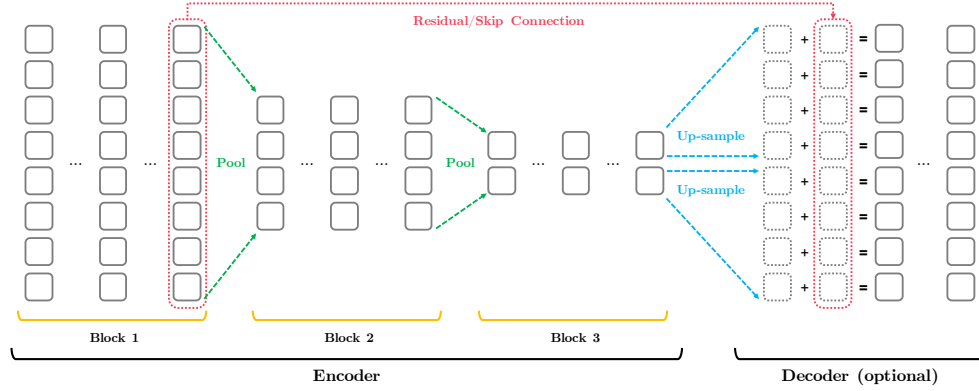 Residual/Skip Connection
+ =
+ =
+ =
Up-sample
... ... Pool ... ... Pool ... ... + = ...
+ =
Up-sample
+ =
+ =
+ =
Block 1 Block 2 Block 3
Encoder Decoder (optional)